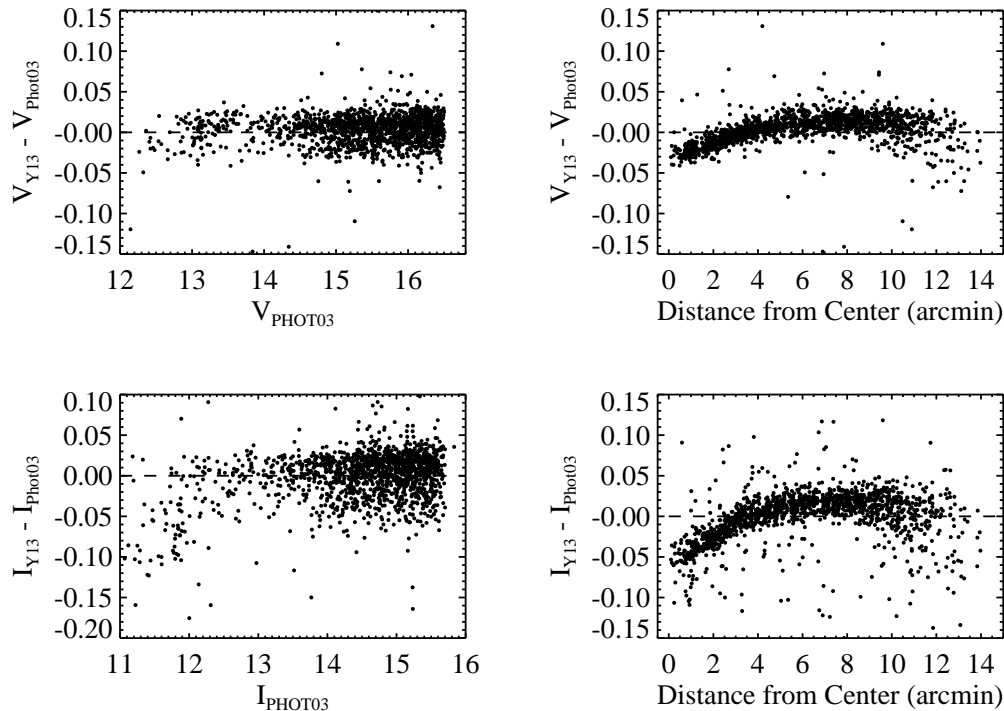 0.15
0.10
0.05
-0.00
-0.05
-0.10
-0.15
V_Y13 - V_Phot03
12 13 14 15 16
V_PHOT03
0.15
0.10
0.05
-0.00
-0.05
-0.10
-0.15
V_Y13 - V_Phot03
0 2 4 6 8 10 12 14
Distance from Center (arcmin)
0.10
0.05
0.00
-0.05
-0.10
-0.15
-0.20
I_Y13 - I_Phot03
11 12 13 14 15 16
I_PHOT03
0.15
0.10
0.05
-0.00
-0.05
-0.10
-0.15
I_Y13 - I_Phot03
0 2 4 6 8 10 12 14
Distance from Center (arcmin)